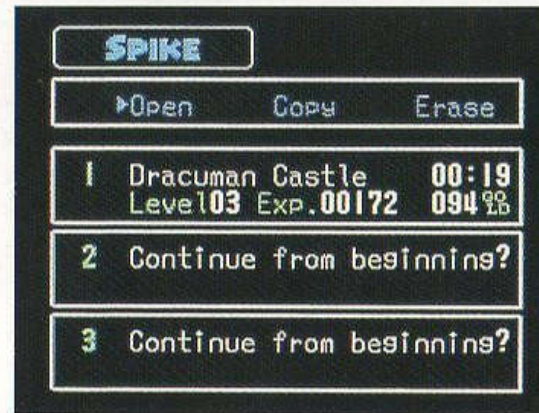 SPIKE
▶Open Copy Erase
1 Dracuman Castle 00:19
Level03 Exp.00172 094 GOLD
2 Continue from beginning?
3 Continue from beginning?